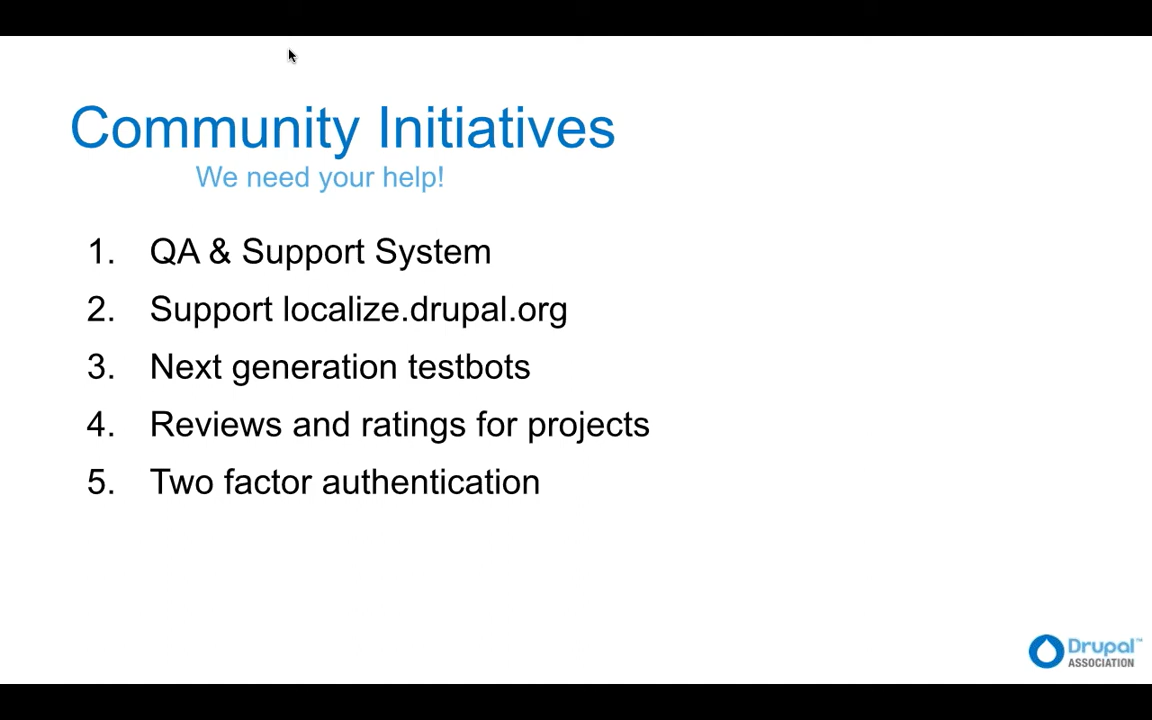 Community Initiatives
We need your help!
1. QA & Support System
2. Support localize.drupal.org
3. Next generation testbots
4. Reviews and ratings for projects
5. Two factor authentication
Drupal™
ASSOCIATION